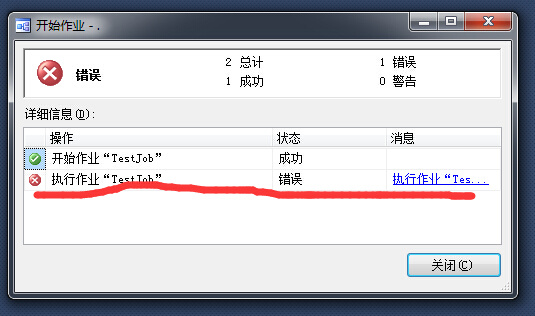 开始作业 - .
错误
2 总计
1 错误
1 成功
0 警告
详细信息(D):
操作 状态 消息
开始作业“TestJob” 成功
执行作业“TestJob” 错误 执行作业“Tes...
关闭(C)